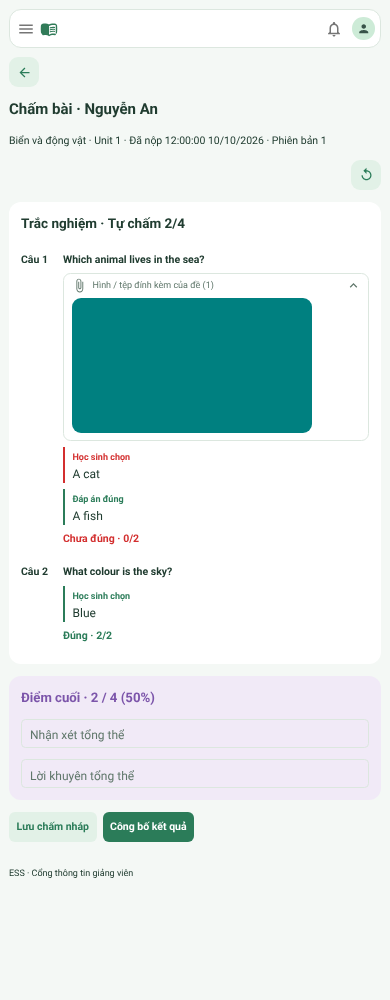 Chấm bài · Nguyễn An
Biển và động vật · Unit 1 · Đã nộp 12:00:00 10/10/2026 · Phiên bản 1
Trắc nghiệm · Tự chấm 2/4
Câu 1 Which animal lives in the sea?
Hình / tệp đính kèm của đề (1)
Học sinh chọn
A cat
Đáp án đúng
A fish
Chưa đúng · 0/2
Câu 2 What colour is the sky?
Học sinh chọn
Blue
Đúng · 2/2
Điểm cuối · 2 / 4 (50%)
Nhận xét tổng thể
Lời khuyên tổng thể
Lưu chấm nháp Công bố kết quả
ESS · Cổng thông tin giảng viên